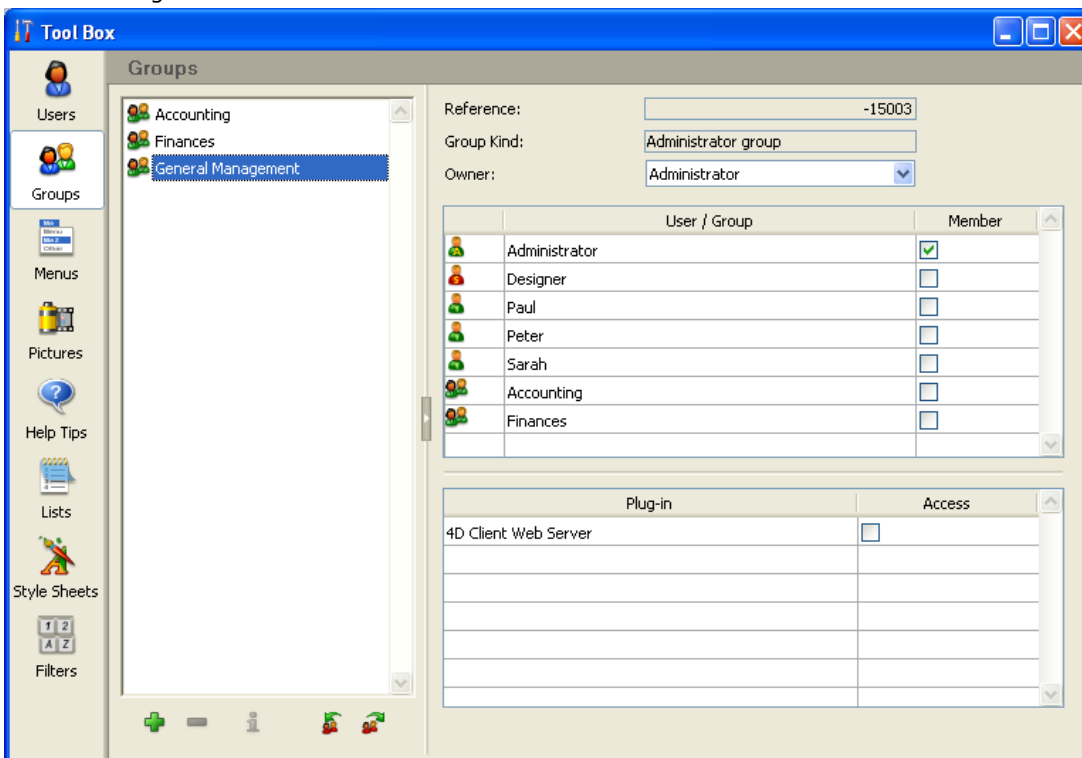 Tool Box
Groups
Users
Groups
Menus
Pictures
Help Tips
Lists
Style Sheets
Filters
Accounting
Finances
General Management
Reference: -15003
Group Kind: Administrator group
Owner: Administrator
User / Group Member
Administrator
Designer
Paul
Peter
Sarah
Accounting
Finances
Plug-in Access
4D Client Web Server
1 2
A Z